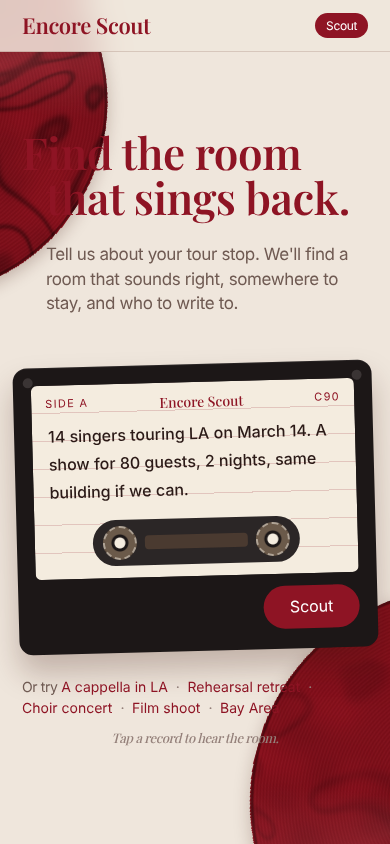 Encore Scout
Scout
Find the room
that sings back.
Tell us about your tour stop. We'll find a
room that sounds right, somewhere to
stay, and who to write to.
SIDE A Encore Scout C90
14 singers touring LA on March 14. A
show for 80 guests, 2 nights, same
building if we can.
Scout
Or try A cappella in LA · Rehearsal retreat ·
Choir concert · Film shoot · Bay Area
Tap a record to hear the room.